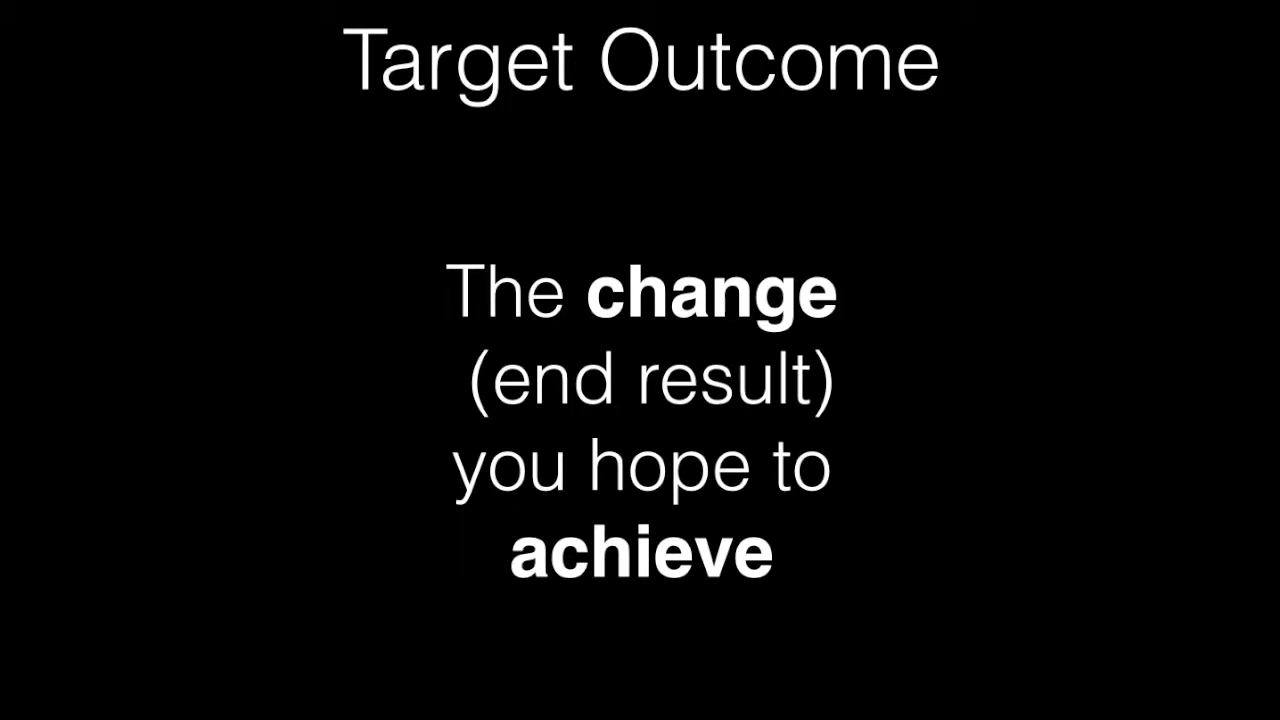 Target Outcome
The change
(end result)
you hope to
achieve